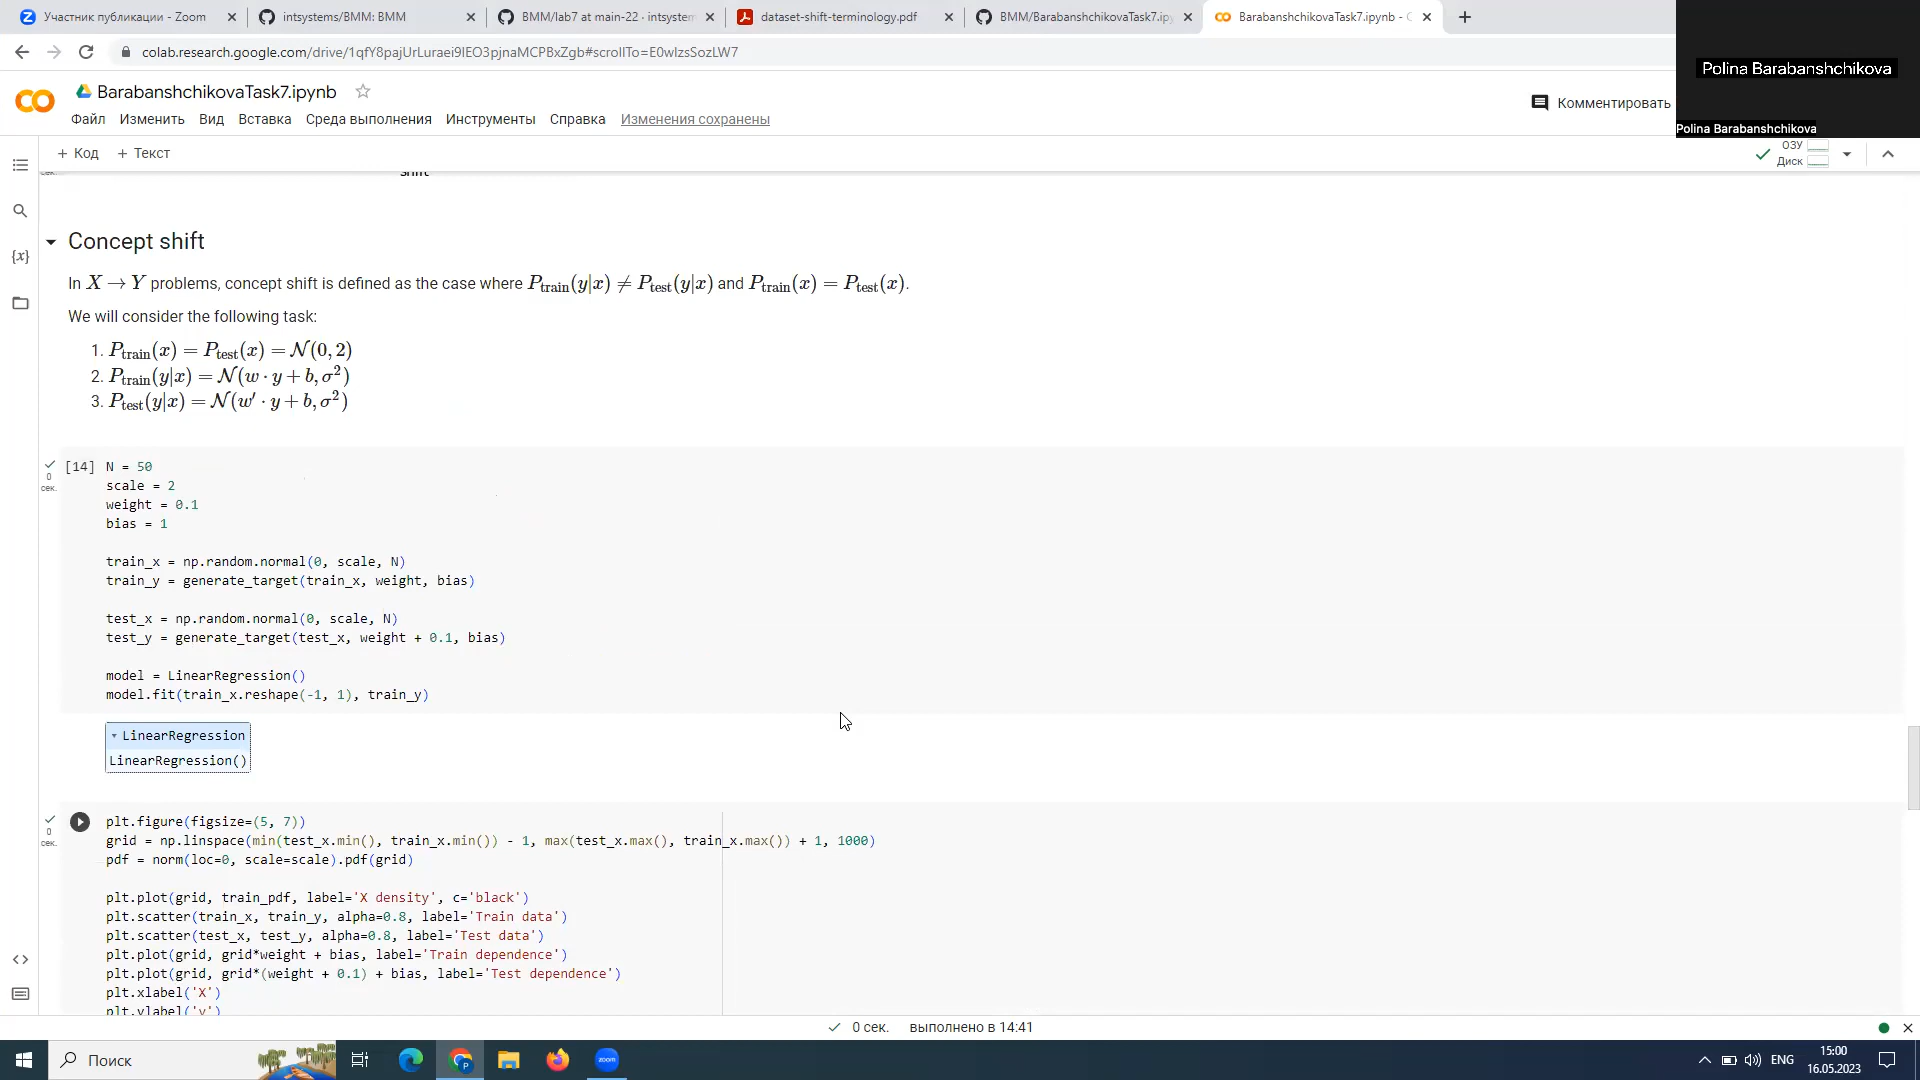 Участник публикации - Zoom
intsystems/BMM: BMM
BMM/lab7 at main-22 · intsystem
dataset-shift-terminology.pdf
BMM/BarabanshchikovaTask7.ipy
BarabanshchikovaTask7.ipynb - C
colab.research.google.com/drive/1qfY8pajUrLuraei9IEO3pjnaMCPBxZgb#scrollTo=E0wIzsSozLW7
Polina Barabanshchikova
Polina Barabanshchikova
BarabanshchikovaTask7.ipynb
Комментировать
Файл Изменить Вид Вставка Среда выполнения Инструменты Справка Изменения сохранены
+ Код + Текст
ОЗУ
Диск
сек.
shift
Concept shift
In X → Y problems, concept shift is defined as the case where P_train(y|x) ≠ P_test(y|x) and P_train(x) = P_test(x).
We will consider the following task:
1. P_train(x) = P_test(x) = 𝒩(0, 2)
2. P_train(y|x) = 𝒩(w · y + b, σ²)
3. P_test(y|x) = 𝒩(w′ · y + b, σ²)
0
сек.
[14] N = 50
scale = 2
weight = 0.1
bias = 1
train_x = np.random.normal(0, scale, N)
train_y = generate_target(train_x, weight, bias)
test_x = np.random.normal(0, scale, N)
test_y = generate_target(test_x, weight + 0.1, bias)
model = LinearRegression()
model.fit(train_x.reshape(-1, 1), train_y)
LinearRegression
LinearRegression()
0
сек.
plt.figure(figsize=(5, 7))
grid = np.linspace(min(test_x.min(), train_x.min()) - 1, max(test_x.max(), train_x.max()) + 1, 1000)
pdf = norm(loc=0, scale=scale).pdf(grid)
plt.plot(grid, train_pdf, label='X density', c='black')
plt.scatter(train_x, train_y, alpha=0.8, label='Train data')
plt.scatter(test_x, test_y, alpha=0.8, label='Test data')
plt.plot(grid, grid*weight + bias, label='Train dependence')
plt.plot(grid, grid*(weight + 0.1) + bias, label='Test dependence')
plt.xlabel('X')
plt.ylabel('y')
0 сек. выполнено в 14:41
Поиск
zoom
ENG
15:00
16.05.2023